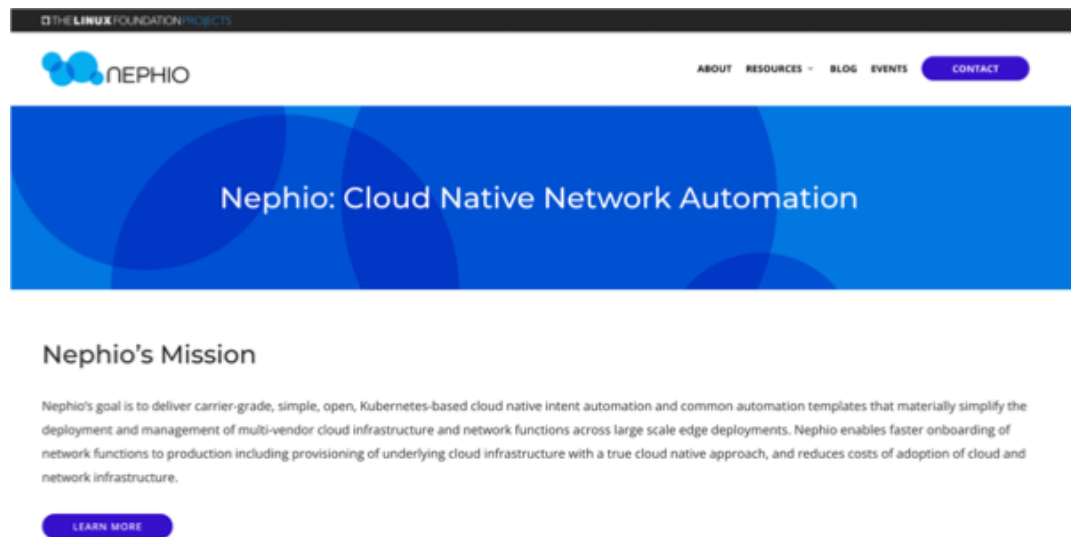 THE LINUX FOUNDATION PROJECTS
NEPHIO
ABOUT RESOURCES BLOG EVENTS CONTACT
Nephio: Cloud Native Network Automation
Nephio's Mission
Nephio's goal is to deliver carrier-grade, simple, open, Kubernetes-based cloud native intent automation and common automation templates that materially simplify the
deployment and management of multi-vendor cloud infrastructure and network functions across large scale edge deployments. Nephio enables faster onboarding of
network functions to production including provisioning of underlying cloud infrastructure with a true cloud native approach, and reduces costs of adoption of cloud and
network infrastructure.
LEARN MORE